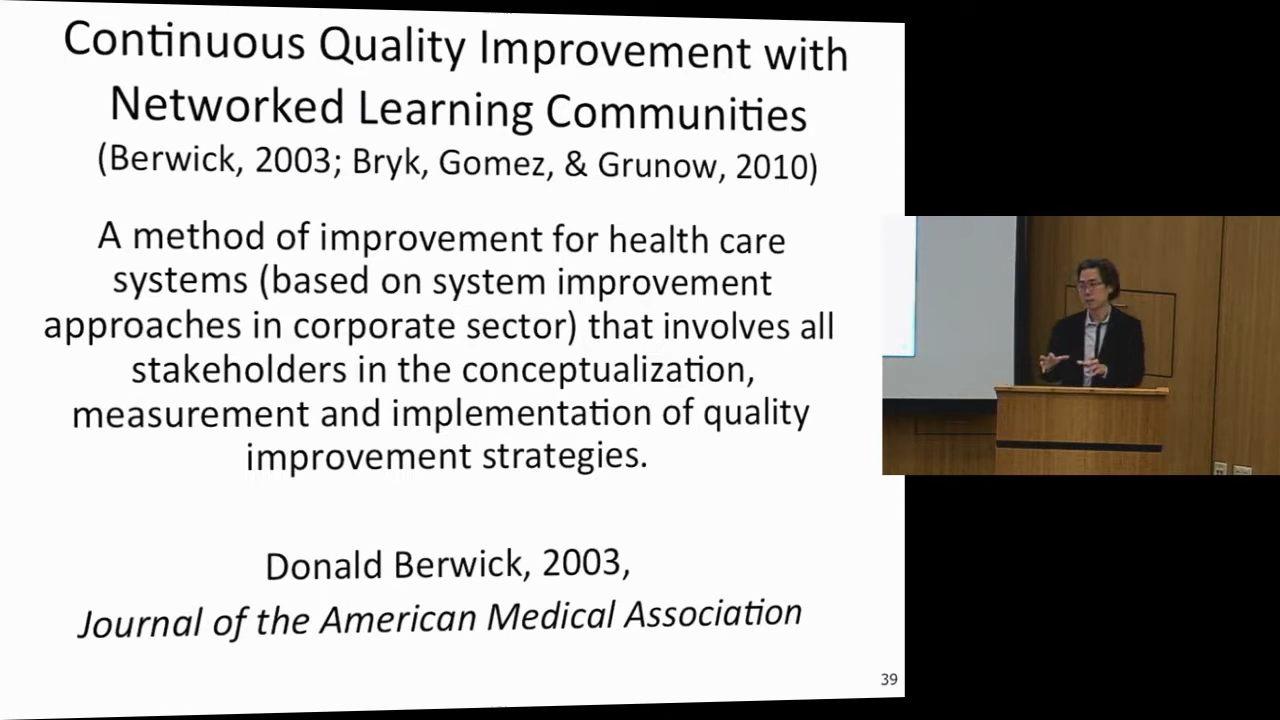 Continuous Quality Improvement with
Networked Learning Communities
(Berwick, 2003; Bryk, Gomez, & Grunow, 2010)
A method of improvement for health care
systems (based on system improvement
approaches in corporate sector) that involves all
stakeholders in the conceptualization,
measurement and implementation of quality
improvement strategies.
Donald Berwick, 2003,
Journal of the American Medical Association
39